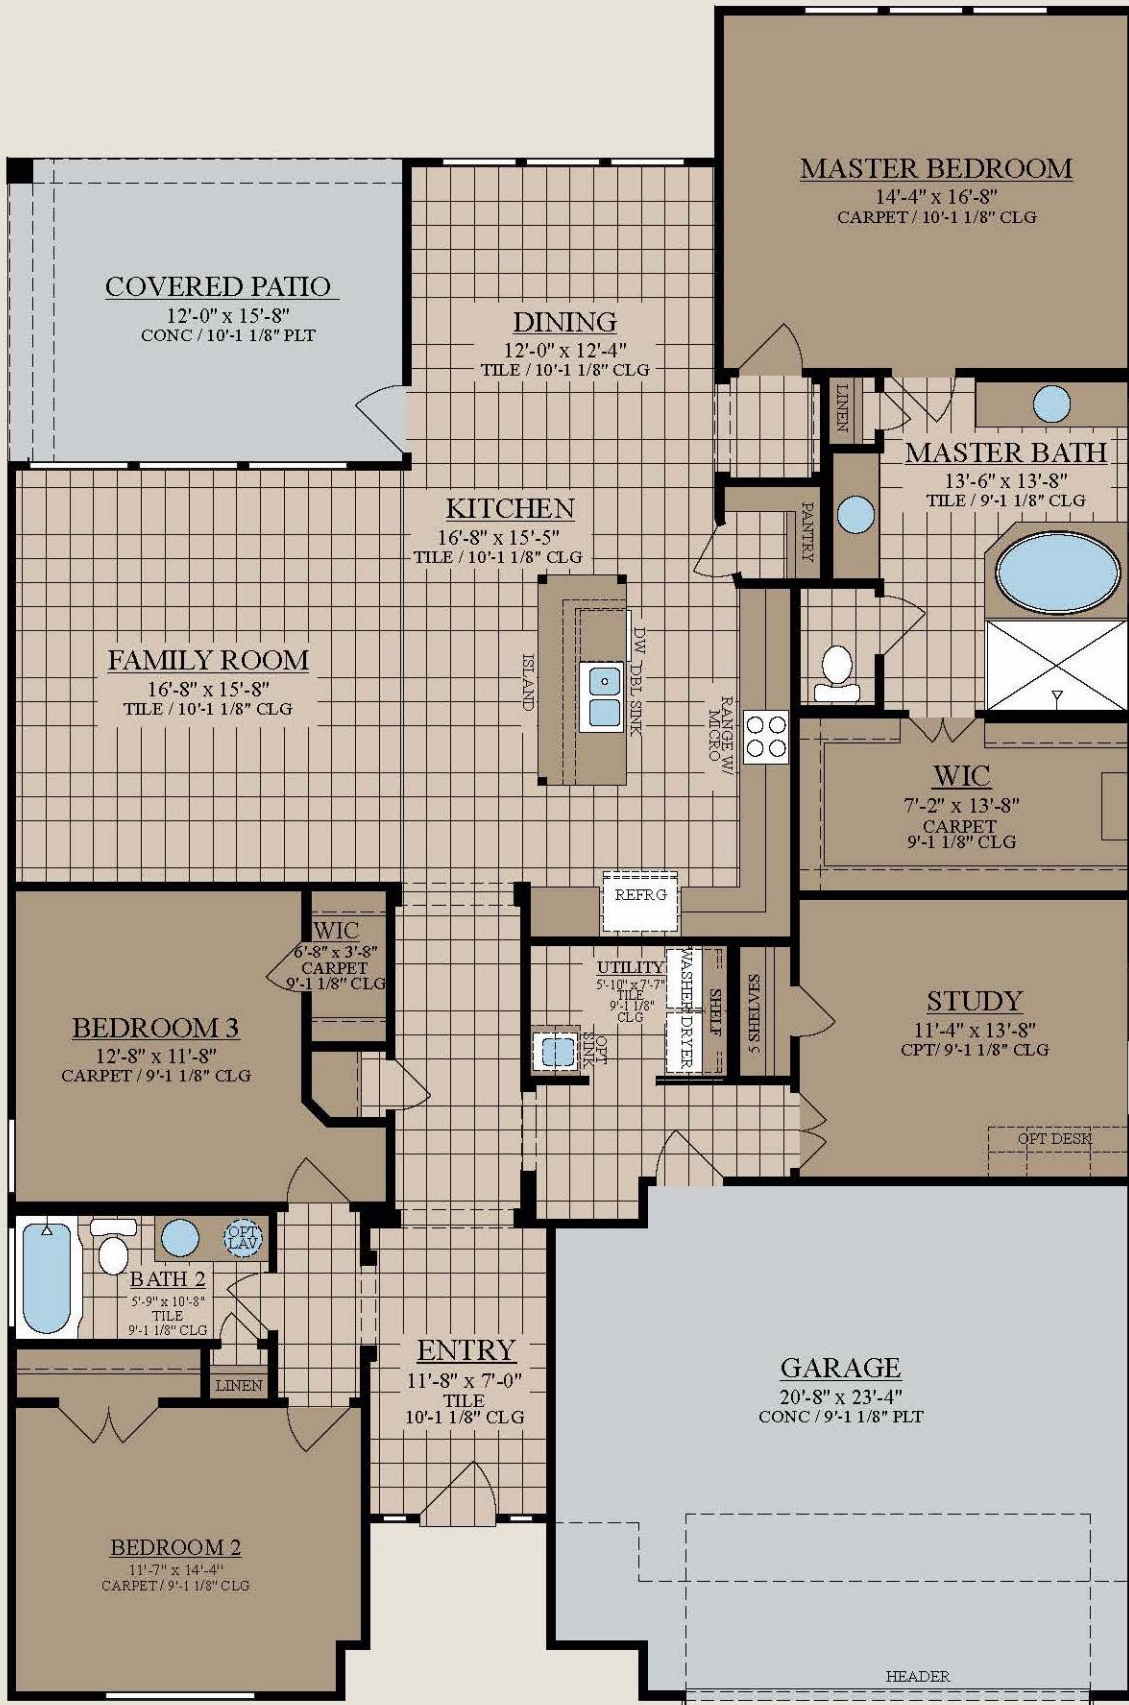 MASTER BEDROOM
14'-4" x 16'-8"
CARPET / 10'-1 1/8" CLG
COVERED PATIO
12'-0" x 15'-8"
CONC / 10'-1 1/8" PLT
DINING
12'-0" x 12'-4"
TILE / 10'-1 1/8" CLG
LINEN
MASTER BATH
13'-6" x 13'-8"
TILE / 9'-1 1/8" CLG
KITCHEN
16'-8" x 15'-5"
TILE / 10'-1 1/8" CLG
PANTRY
FAMILY ROOM
16'-8" x 15'-8"
TILE / 10'-1 1/8" CLG
ISLAND
DW
DBL SINK
RANGE W/
MICRO
WIC
7'-2" x 13'-8"
CARPET
9'-1 1/8" CLG
REFRG
WIC
6'-8" x 3'-8"
CARPET
9'-1 1/8" CLG
UTILITY
5'-10" x 7'-7"
TILE
9'-1 1/8"
CLG
WASHER
DRYER
SHELF
5 SHELVES
OPT
SINK
STUDY
11'-4" x 13'-8"
CPT/ 9'-1 1/8" CLG
OPT DESK
BEDROOM 3
12'-8" x 11'-8"
CARPET / 9'-1 1/8" CLG
OPT
LAV
BATH 2
5'-9" x 10'-8"
TILE
9'-1 1/8" CLG
LINEN
ENTRY
11'-8" x 7'-0"
TILE
10'-1 1/8" CLG
GARAGE
20'-8" x 23'-4"
CONC / 9'-1 1/8" PLT
BEDROOM 2
11'-7" x 14'-4"
CARPET / 9'-1 1/8" CLG
HEADER